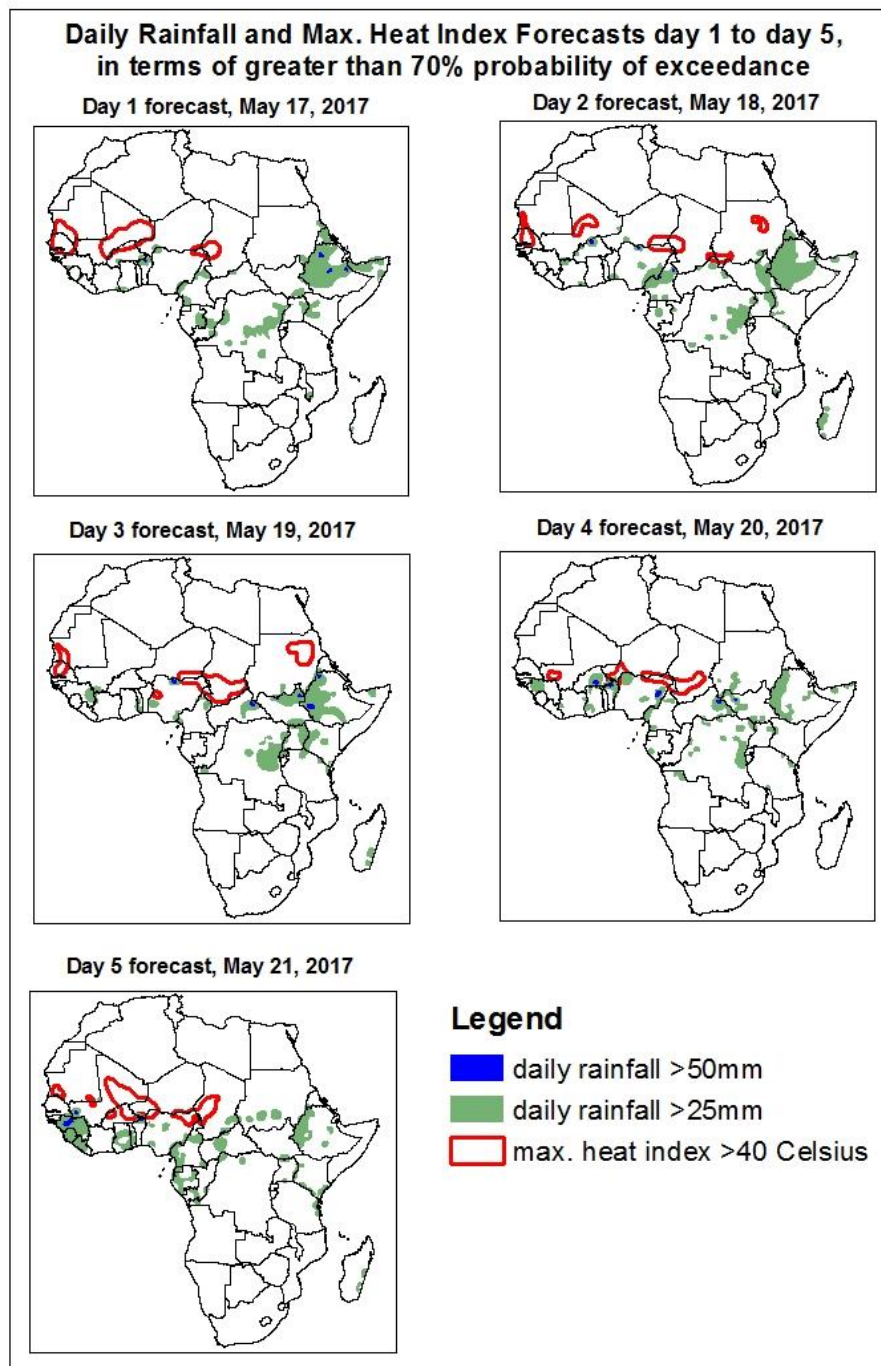 Daily Rainfall and Max. Heat Index Forecasts day 1 to day 5,
in terms of greater than 70% probability of exceedance
Day 1 forecast, May 17, 2017
Day 2 forecast, May 18, 2017
Day 3 forecast, May 19, 2017
Day 4 forecast, May 20, 2017
Day 5 forecast, May 21, 2017
Legend
daily rainfall >50mm
daily rainfall >25mm
max. heat index >40 Celsius